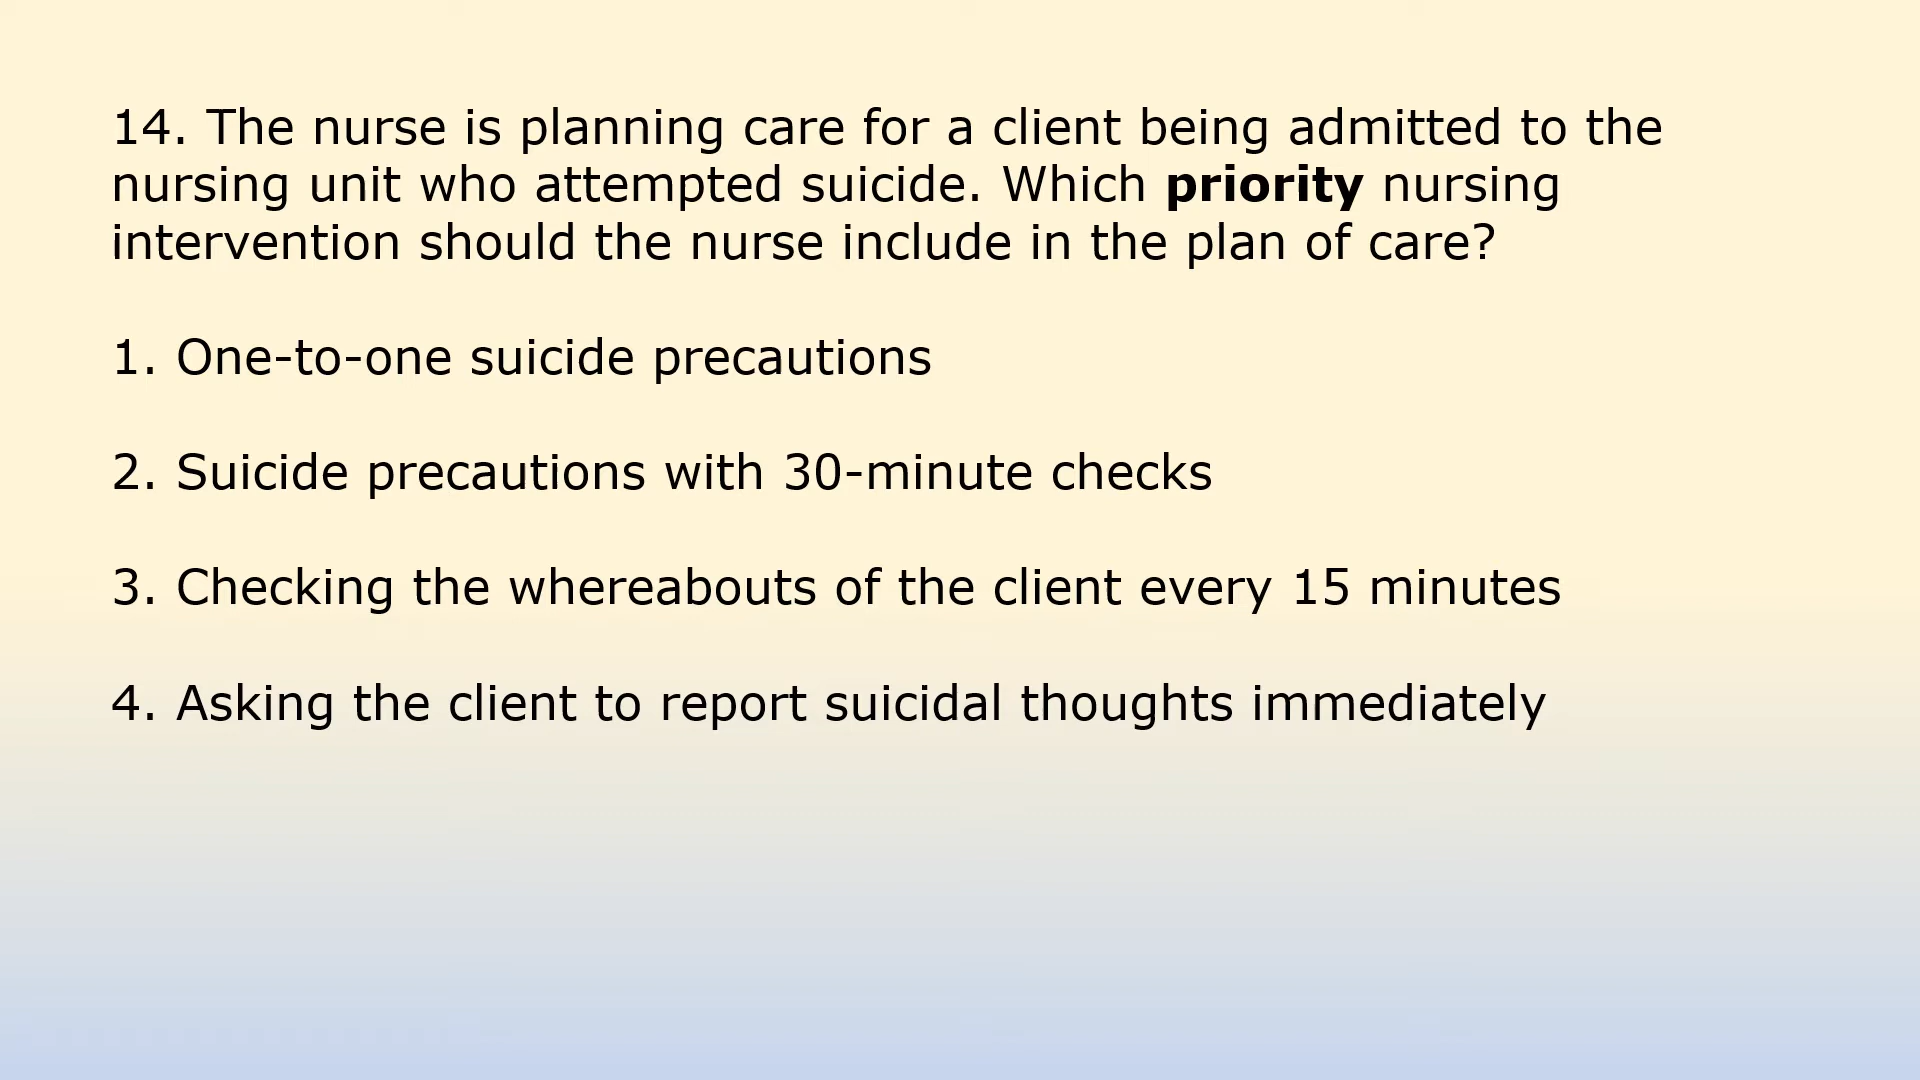 14. The nurse is planning care for a client being admitted to the
nursing unit who attempted suicide. Which priority nursing
intervention should the nurse include in the plan of care?
1. One-to-one suicide precautions
2. Suicide precautions with 30-minute checks
3. Checking the whereabouts of the client every 15 minutes
4. Asking the client to report suicidal thoughts immediately